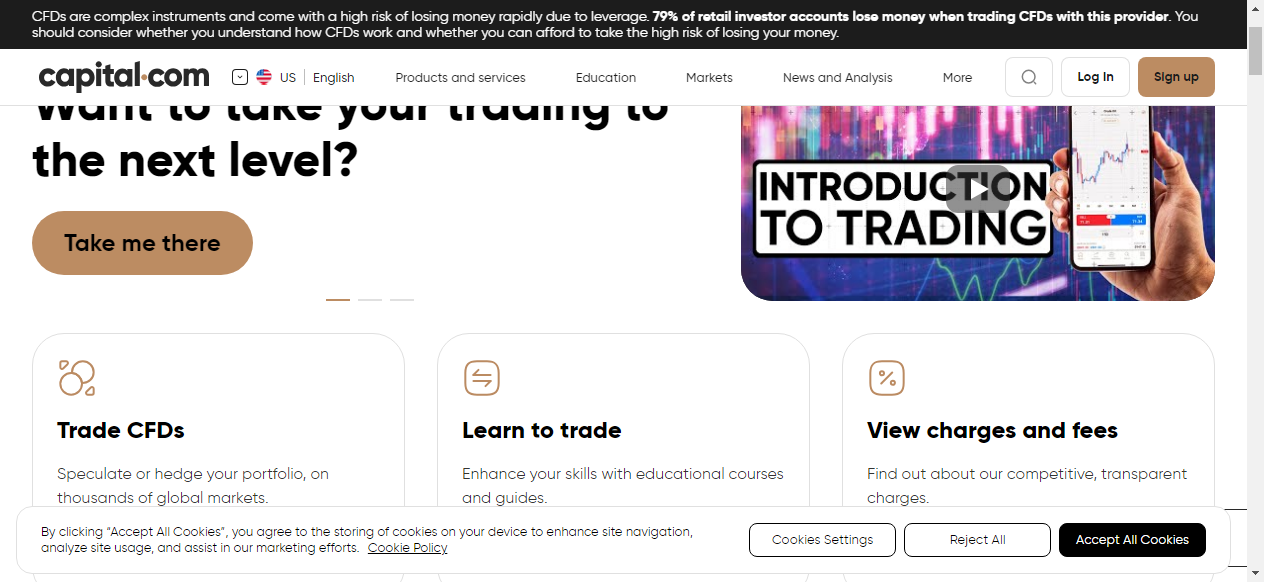 CFDs are complex instruments and come with a high risk of losing money rapidly due to leverage. 79% of retail investor accounts lose money when trading CFDs with this provider. You
should consider whether you understand how CFDs work and whether you can afford to take the high risk of losing your money.
capital.com
US English
Products and services
Education
Markets
News and Analysis
More
Log In
Sign up
Want to take your trading to
the next level?
Take me there
INTRODUCTION
TO TRADING
Trade CFDs
Speculate or hedge your portfolio, on
thousands of global markets.
Learn to trade
Enhance your skills with educational courses
and guides.
View charges and fees
Find out about our competitive, transparent
charges.
By clicking “Accept All Cookies”, you agree to the storing of cookies on your device to enhance site navigation,
analyze site usage, and assist in our marketing efforts. Cookie Policy
Cookies Settings
Reject All
Accept All Cookies